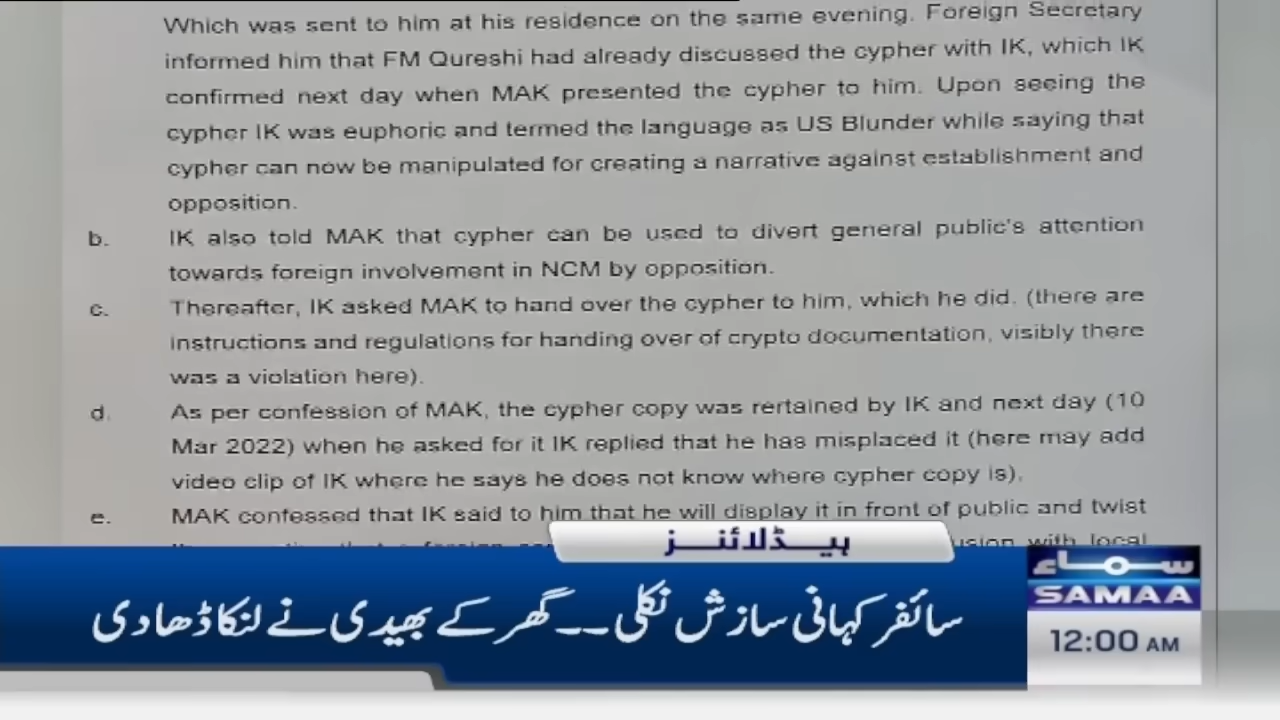 Which was sent to him at his residence on the same evening. Foreign Secretary
informed him that FM Qureshi had already discussed the cypher with IK, which IK
confirmed next day when MAK presented the cypher to him. Upon seeing the
cypher IK was euphoric and termed the language as US Blunder while saying that
cypher can now be manipulated for creating a narrative against establishment and
opposition.
b. IK also told MAK that cypher can be used to divert general public's attention
towards foreign involvement in NCM by opposition.
c. Thereafter, IK asked MAK to hand over the cypher to him, which he did. (there are
instructions and regulations for handing over of crypto documentation, visibly there
was a violation here).
d. As per confession of MAK, the cypher copy was rertained by IK and next day (10
Mar 2022) when he asked for it IK replied that he has misplaced it (here may add
video clip of IK where he says he does not know where cypher copy is).
e. MAK confessed that IK said to him that he will display it in front of public and twist
with local
ہیڈلائنز
سائفر کہانی سازش نکلی ۔۔ گھر کے بھیدی نے لنکا ڈھا دی
سماء
SAMAA
12:00 AM